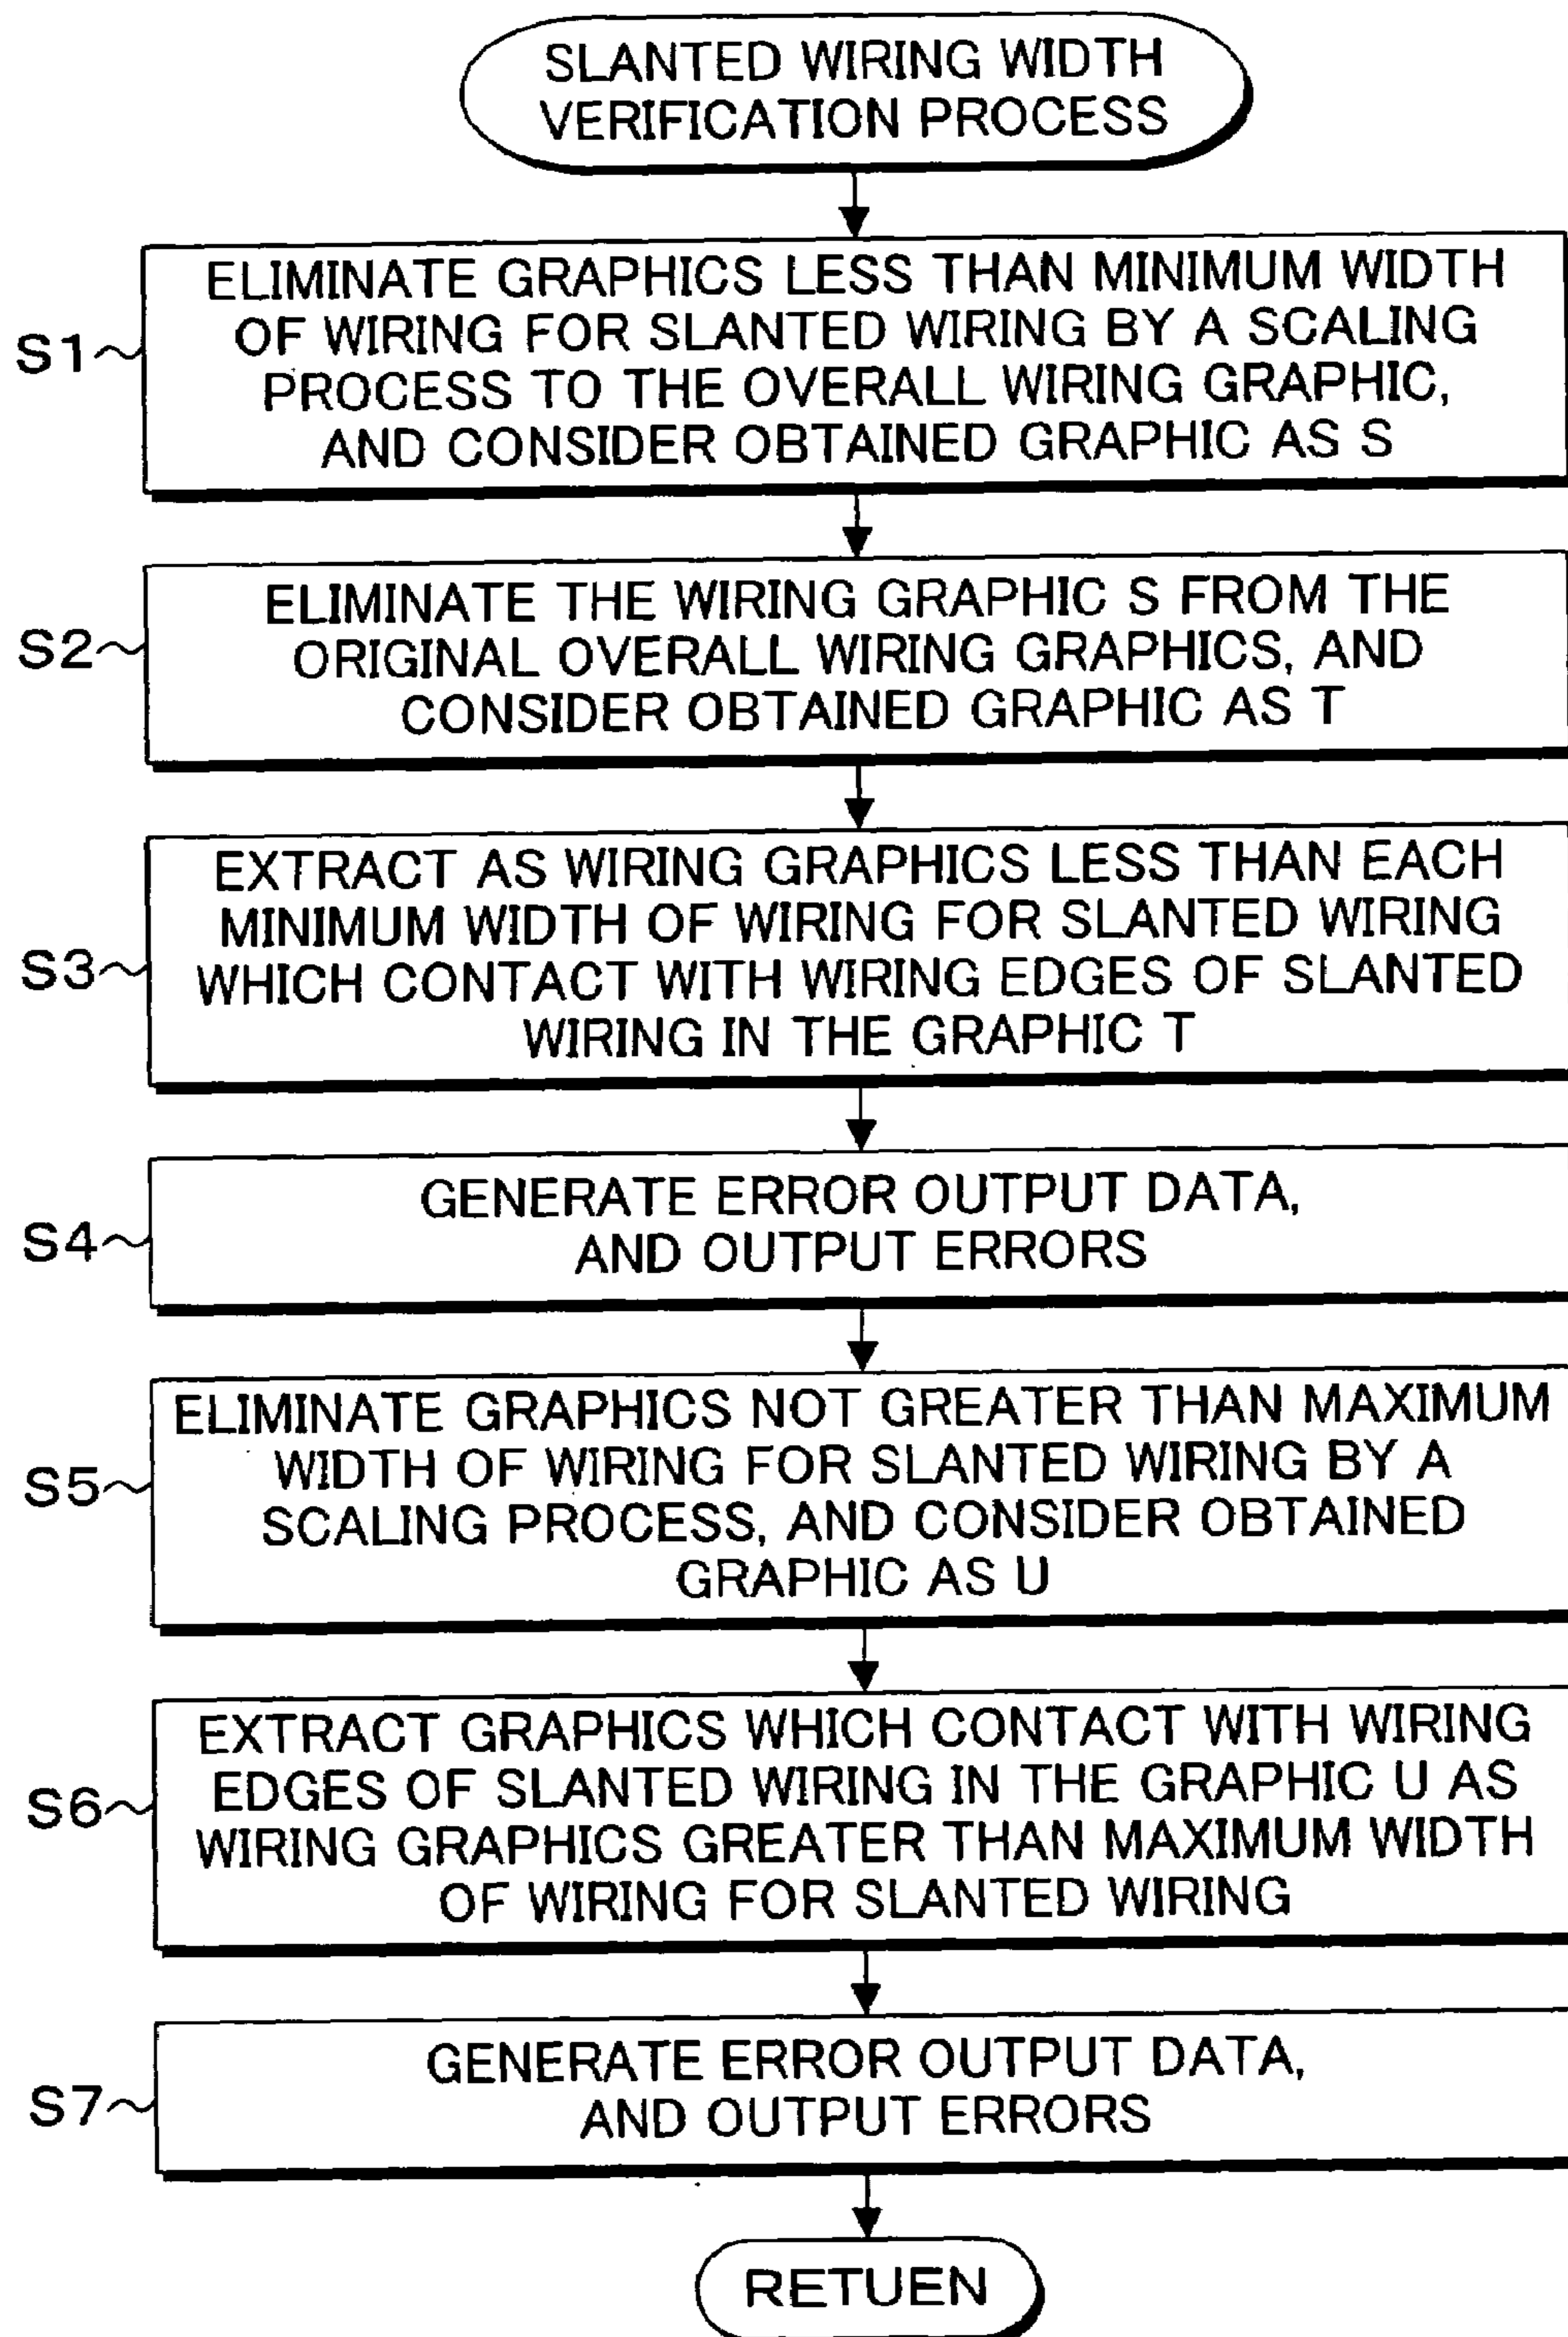 SLANTED WIRING WIDTH
VERIFICATION PROCESS
S1
ELIMINATE GRAPHICS LESS THAN MINIMUM WIDTH
OF WIRING FOR SLANTED WIRING BY A SCALING
PROCESS TO THE OVERALL WIRING GRAPHIC,
AND CONSIDER OBTAINED GRAPHIC AS S
S2
ELIMINATE THE WIRING GRAPHIC S FROM THE
ORIGINAL OVERALL WIRING GRAPHICS, AND
CONSIDER OBTAINED GRAPHIC AS T
S3
EXTRACT AS WIRING GRAPHICS LESS THAN EACH
MINIMUM WIDTH OF WIRING FOR SLANTED WIRING
WHICH CONTACT WITH WIRING EDGES OF SLANTED
WIRING IN THE GRAPHIC T
S4
GENERATE ERROR OUTPUT DATA,
AND OUTPUT ERRORS
S5
ELIMINATE GRAPHICS NOT GREATER THAN MAXIMUM
WIDTH OF WIRING FOR SLANTED WIRING BY A
SCALING PROCESS, AND CONSIDER OBTAINED
GRAPHIC AS U
S6
EXTRACT GRAPHICS WHICH CONTACT WITH WIRING
EDGES OF SLANTED WIRING IN THE GRAPHIC U AS
WIRING GRAPHICS GREATER THAN MAXIMUM WIDTH
OF WIRING FOR SLANTED WIRING
S7
GENERATE ERROR OUTPUT DATA,
AND OUTPUT ERRORS
RETUEN